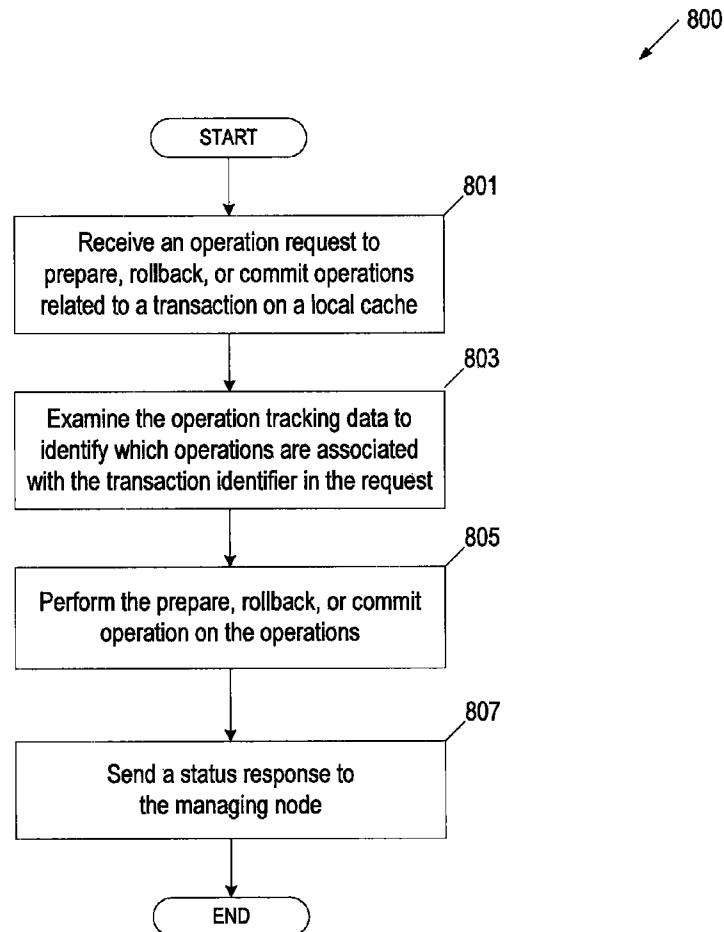 800
START
801
Receive an operation request to
prepare, rollback, or commit operations
related to a transaction on a local cache
803
Examine the operation tracking data to
identify which operations are associated
with the transaction identifier in the request
805
Perform the prepare, rollback, or commit
operation on the operations
807
Send a status response to
the managing node
END